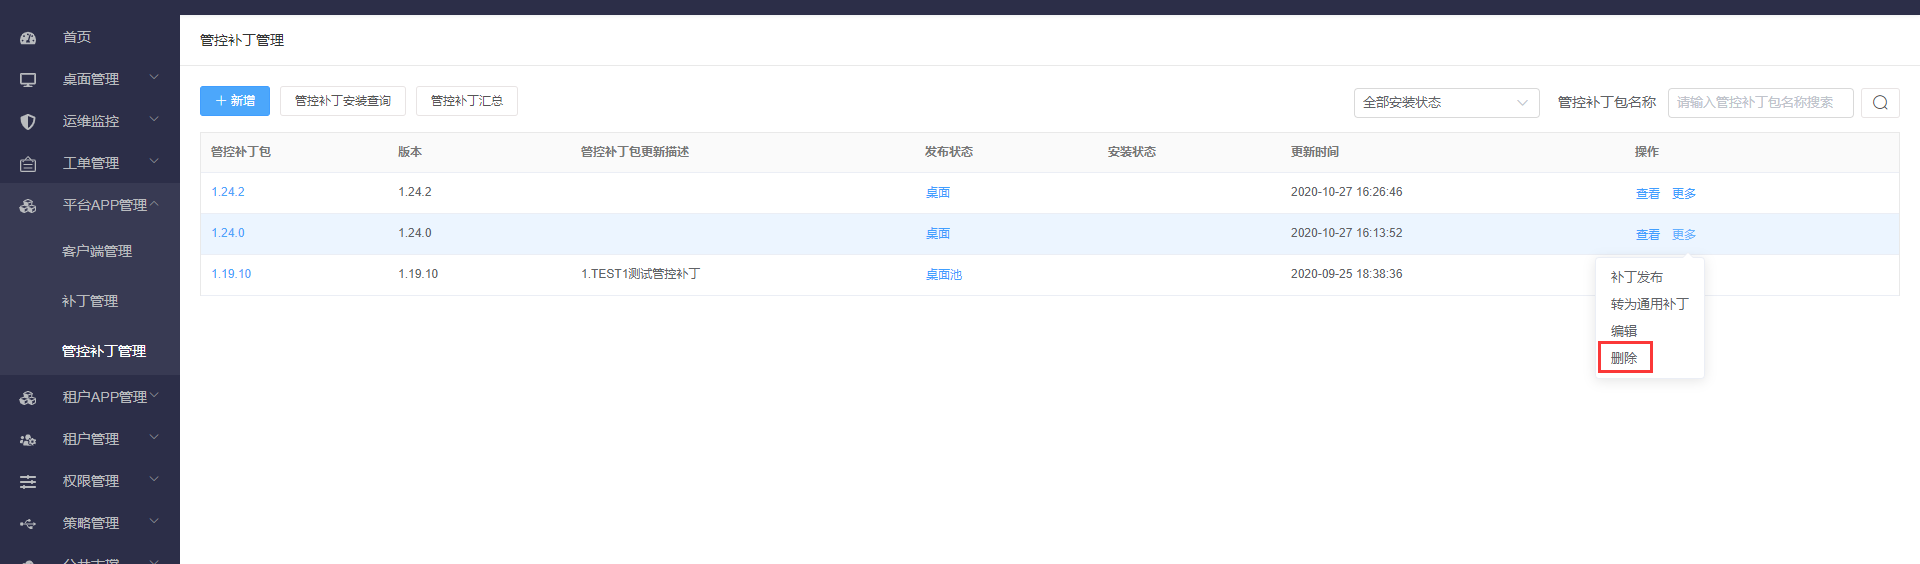 首页
桌面管理
运维监控
工单管理
平台APP管理
客户端管理
补丁管理
管控补丁管理
租户APP管理
租户管理
权限管理
策略管理
管控补丁管理
新增 管控补丁安装查询 管控补丁汇总 全部安装状态 管控补丁包名称 请输入管控补丁包名称搜索
管控补丁包 版本 管控补丁包更新描述 发布状态 安装状态 更新时间 操作
1.24.2 1.24.2 桌面 2020-10-27 16:26:46 查看 更多
1.24.0 1.24.0 桌面 2020-10-27 16:13:52 查看 更多
1.19.10 1.19.10 1.TEST1测试管控补丁 桌面池 2020-09-25 18:38:36
补丁发布
转为通用补丁
编辑
删除